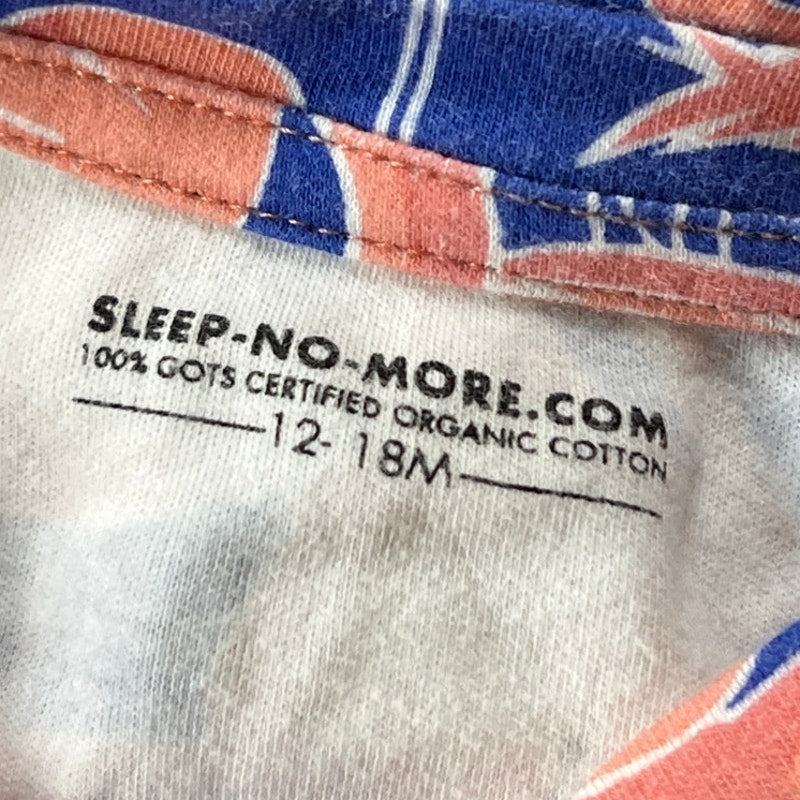 SLEEP-NO-MORE.COM
100% GOTS CERTIFIED ORGANIC COTTON
12- 18M